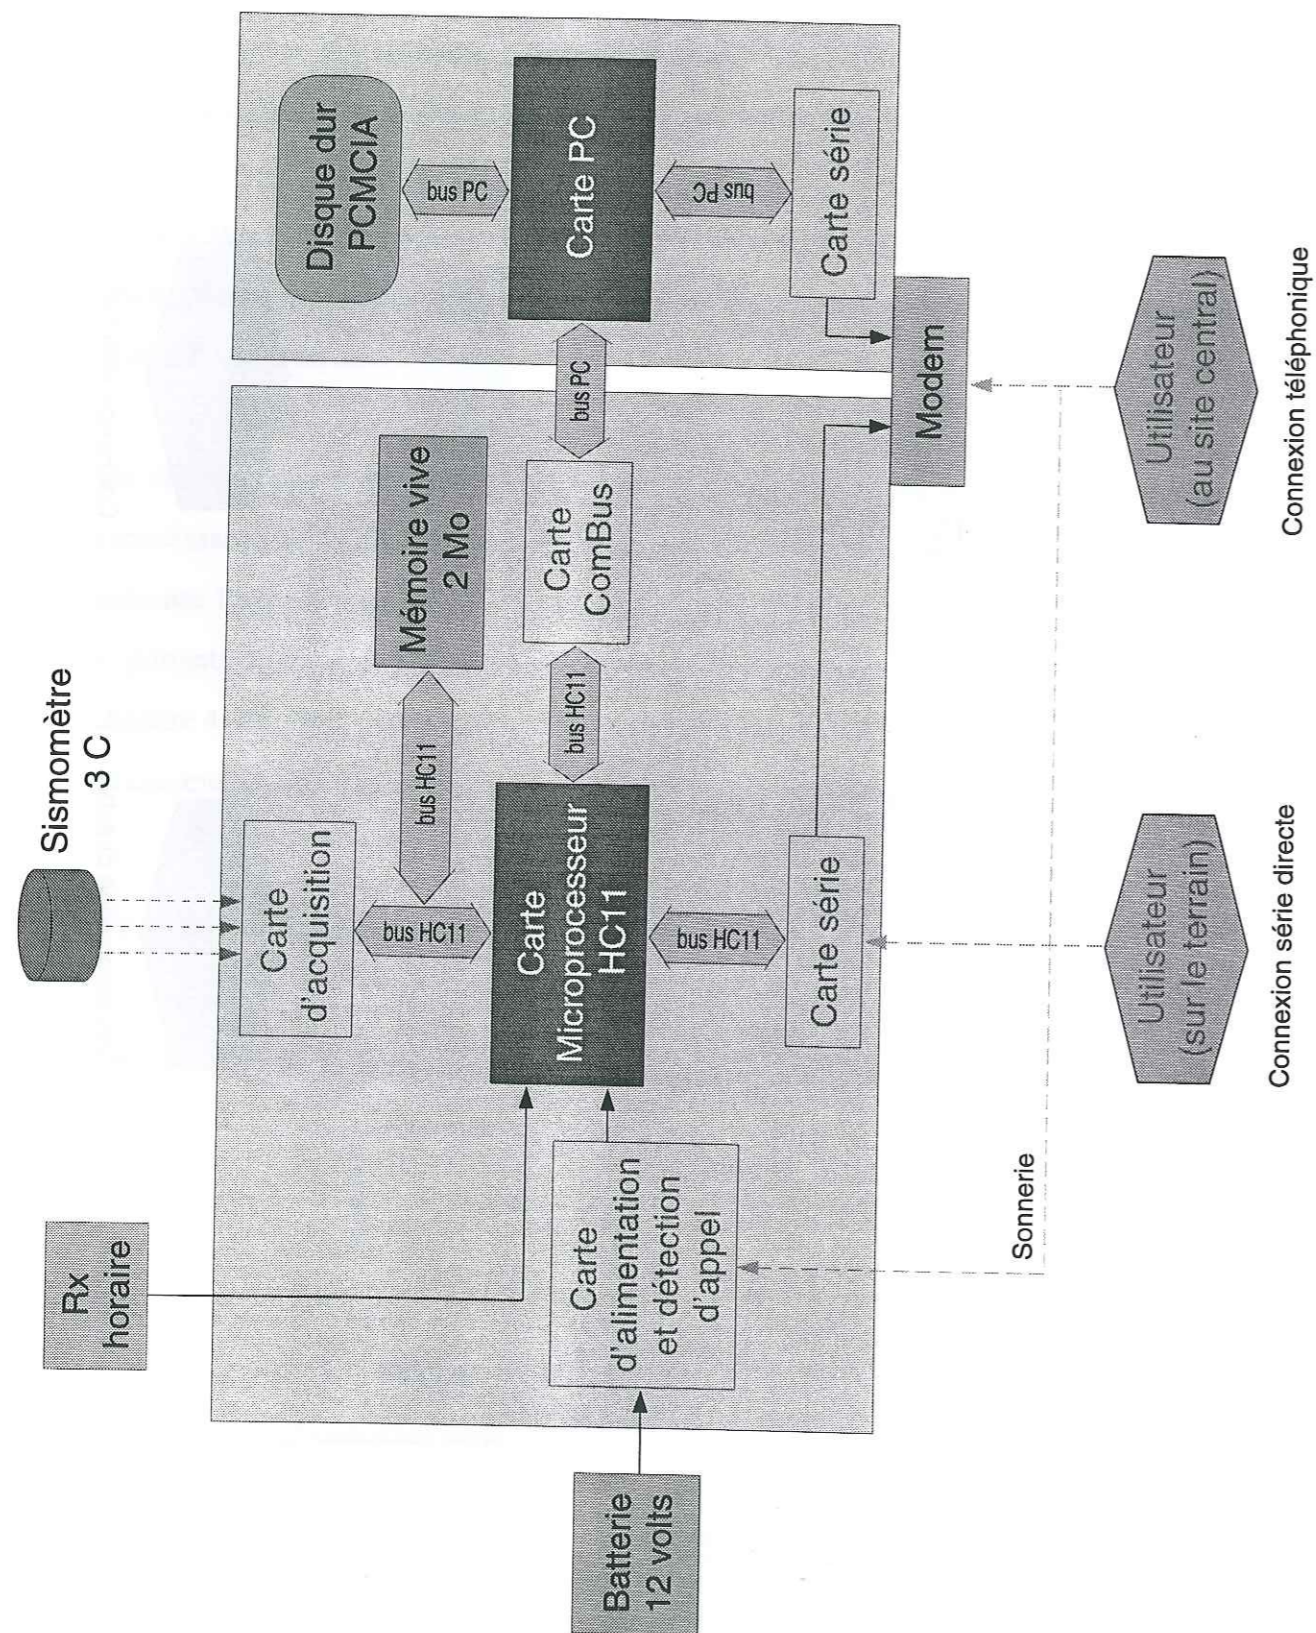 Sismomètre
3 C
Rx
horaire
Carte
d'acquisition
Mémoire vive
2 Mo
Disque dur
PCMCIA
bus HC11
bus HC11
bus PC
Batterie
12 volts
Carte
d'alimentation
et détection
d'appel
Carte
Microprocesseur
HC11
bus HC11
Carte
ComBus
bus PC
Carte PC
bus HC11
bus PC
Carte série
Carte série
Modem
Sonnerie
Utilisateur
(sur le terrain)
Utilisateur
(au site central)
Connexion série directe
Connexion téléphonique